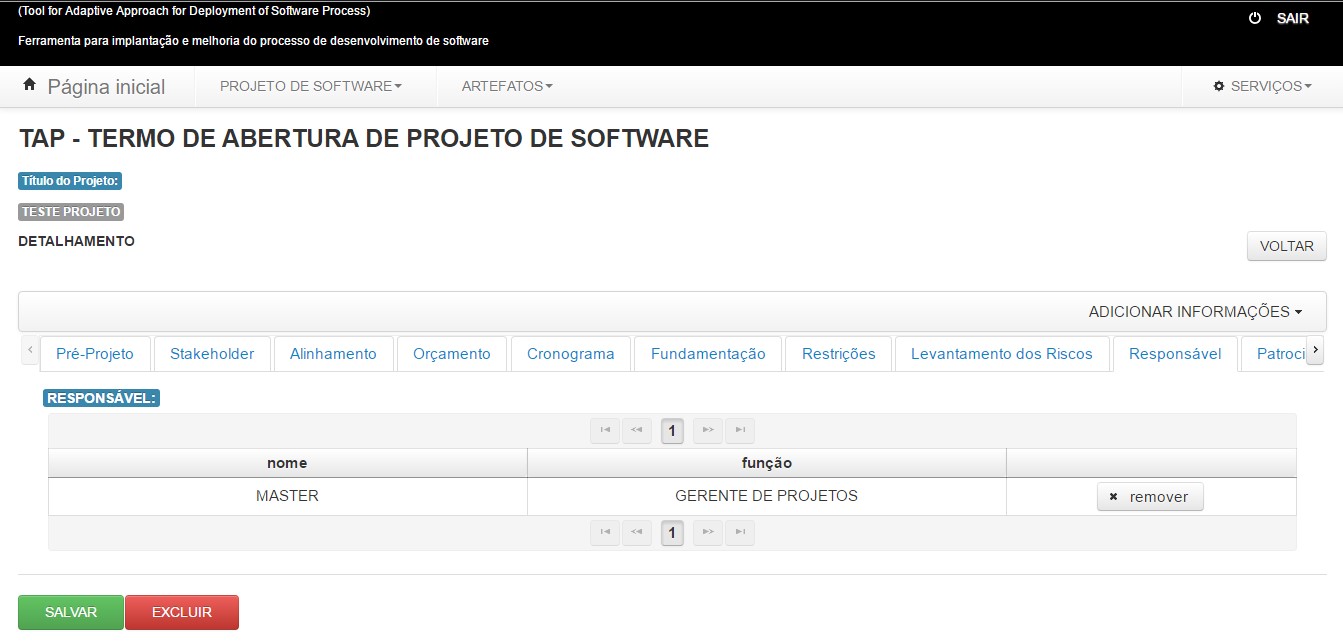 (Tool for Adaptive Approach for Deployment of Software Process)
SAIR
Ferramenta para implantação e melhoria do processo de desenvolvimento de software
Página inicial PROJETO DE SOFTWARE ARTEFATOS SERVIÇOS
TAP - TERMO DE ABERTURA DE PROJETO DE SOFTWARE
Título do Projeto:
TESTE PROJETO
DETALHAMENTO
VOLTAR
ADICIONAR INFORMAÇÕES
Pré-Projeto Stakeholder Alinhamento Orçamento Cronograma Fundamentação Restrições Levantamento dos Riscos Responsável Patroci
RESPONSÁVEL:
1
nome função
MASTER GERENTE DE PROJETOS remover
1
SALVAR EXCLUIR